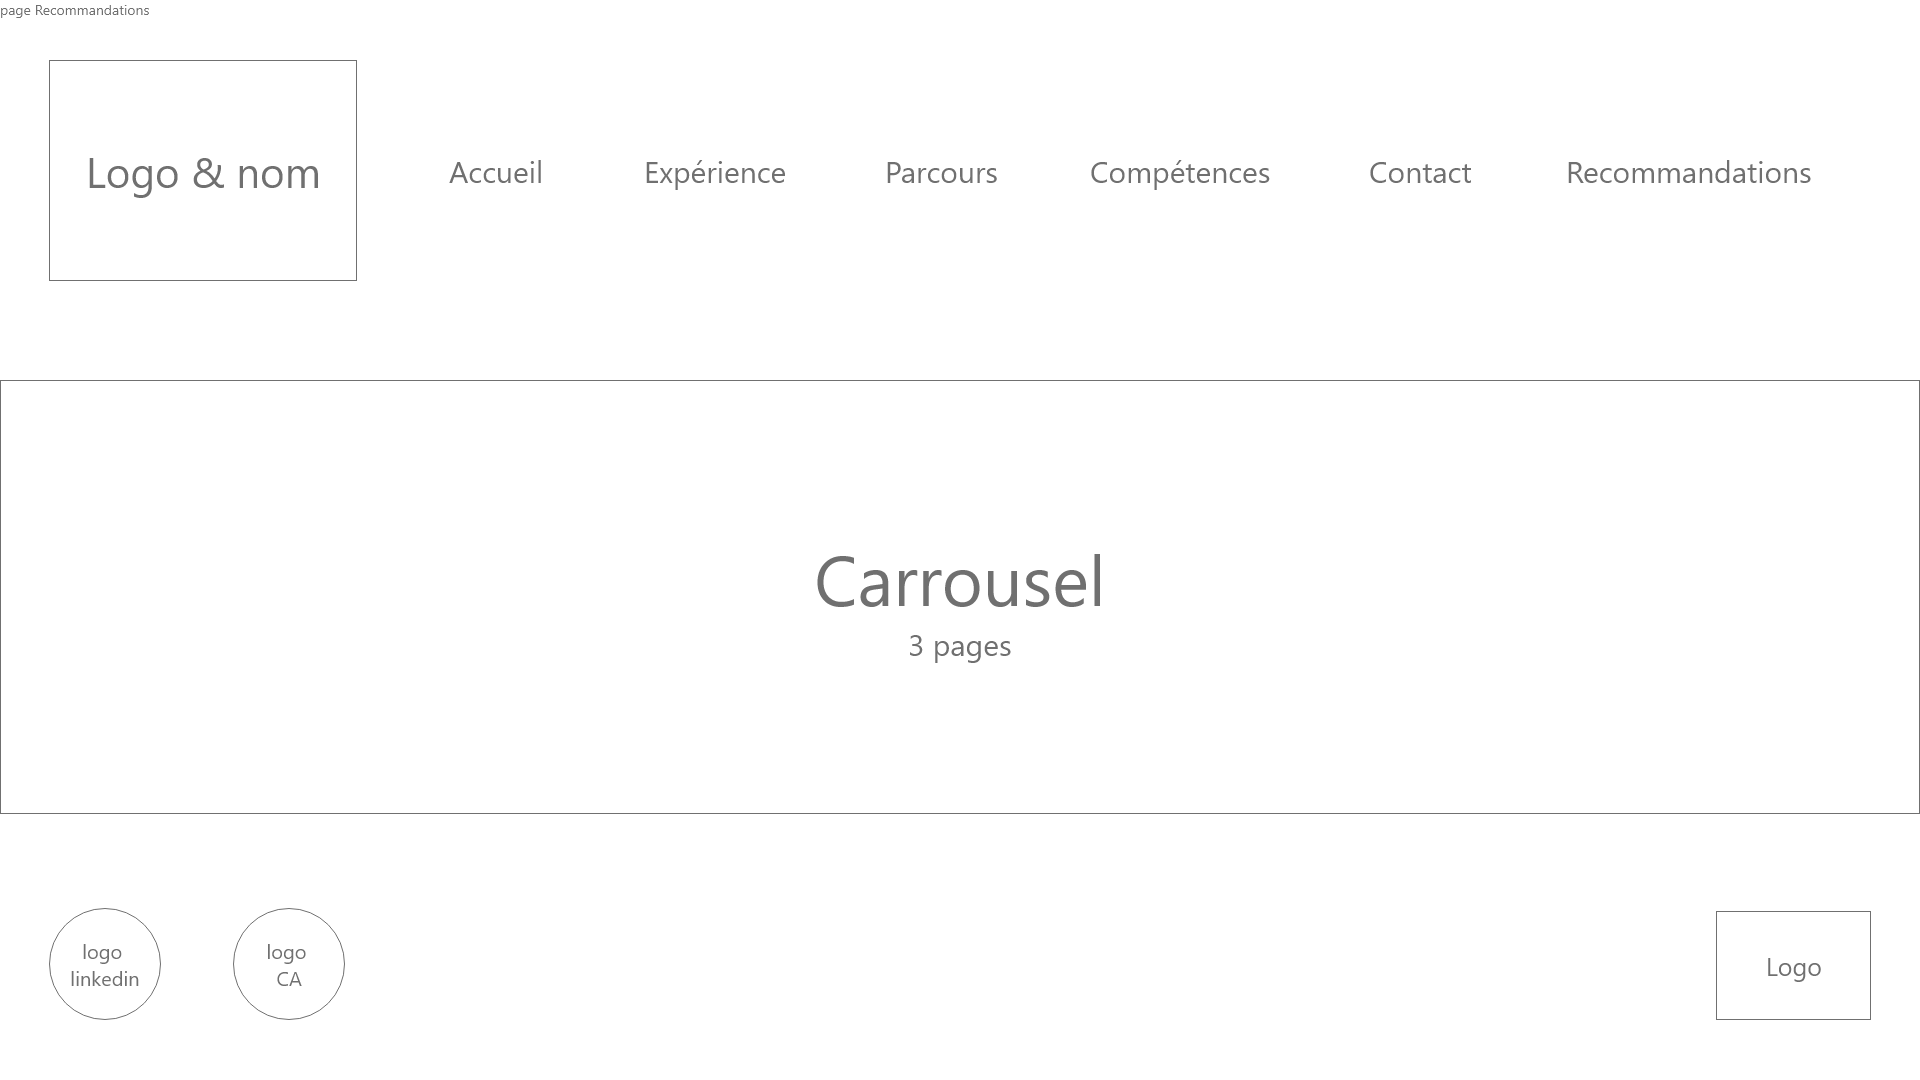 page Recommandations
Logo & nom
Accueil
Expérience
Parcours
Compétences
Contact
Recommandations
Carrousel
3 pages
logo
linkedin
logo
CA
Logo